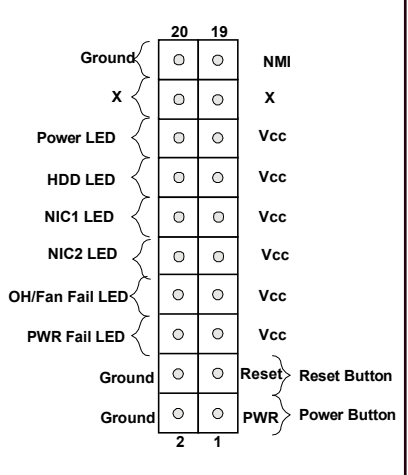 20 19
Ground NMI
X X
Power LED Vcc
HDD LED Vcc
NIC1 LED Vcc
NIC2 LED Vcc
OH/Fan Fail LED Vcc
PWR Fail LED Vcc
Ground Reset Reset Button
Ground PWR Power Button
2 1